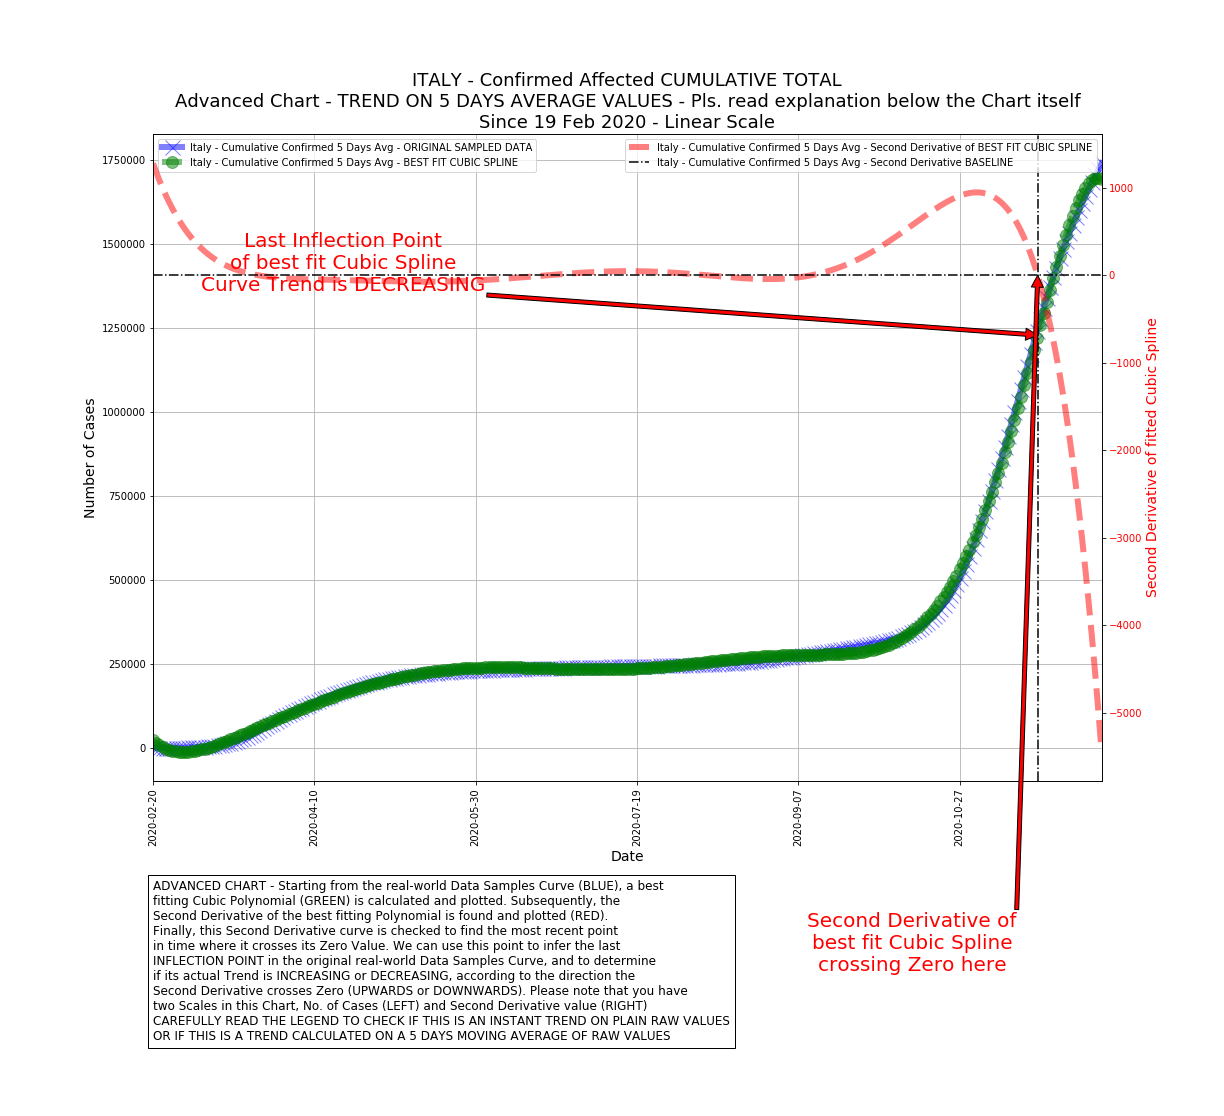 ITALY - Confirmed Affected CUMULATIVE TOTAL
Advanced Chart - TREND ON 5 DAYS AVERAGE VALUES - Pls. read explanation below the Chart itself
Since 19 Feb 2020 - Linear Scale
Italy - Cumulative Confirmed 5 Days Avg - ORIGINAL SAMPLED DATA
Italy - Cumulative Confirmed 5 Days Avg - BEST FIT CUBIC SPLINE
Italy - Cumulative Confirmed 5 Days Avg - Second Derivative of BEST FIT CUBIC SPLINE
Italy - Cumulative Confirmed 5 Days Avg - Second Derivative BASELINE
Number of Cases
1750000
1500000
1250000
1000000
750000
500000
250000
0
Last Inflection Point
of best fit Cubic Spline
Curve Trend is DECREASING
1000
0
−1000
−2000
−3000
−4000
−5000
Second Derivative of fitted Cubic Spline
2020-02-20
2020-04-10
2020-05-30
2020-07-19
2020-09-07
2020-10-27
Date
ADVANCED CHART - Starting from the real-world Data Samples Curve (BLUE), a best
fitting Cubic Polynomial (GREEN) is calculated and plotted. Subsequently, the
Second Derivative of the best fitting Polynomial is found and plotted (RED).
Finally, this Second Derivative curve is checked to find the most recent point
in time where it crosses its Zero Value. We can use this point to infer the last
INFLECTION POINT in the original real-world Data Samples Curve, and to determine
if its actual Trend is INCREASING or DECREASING, according to the direction the
Second Derivative crosses Zero (UPWARDS or DOWNWARDS). Please note that you have
two Scales in this Chart, No. of Cases (LEFT) and Second Derivative value (RIGHT)
CAREFULLY READ THE LEGEND TO CHECK IF THIS IS AN INSTANT TREND ON PLAIN RAW VALUES
OR IF THIS IS A TREND CALCULATED ON A 5 DAYS MOVING AVERAGE OF RAW VALUES
Second Derivative of
best fit Cubic Spline
crossing Zero here